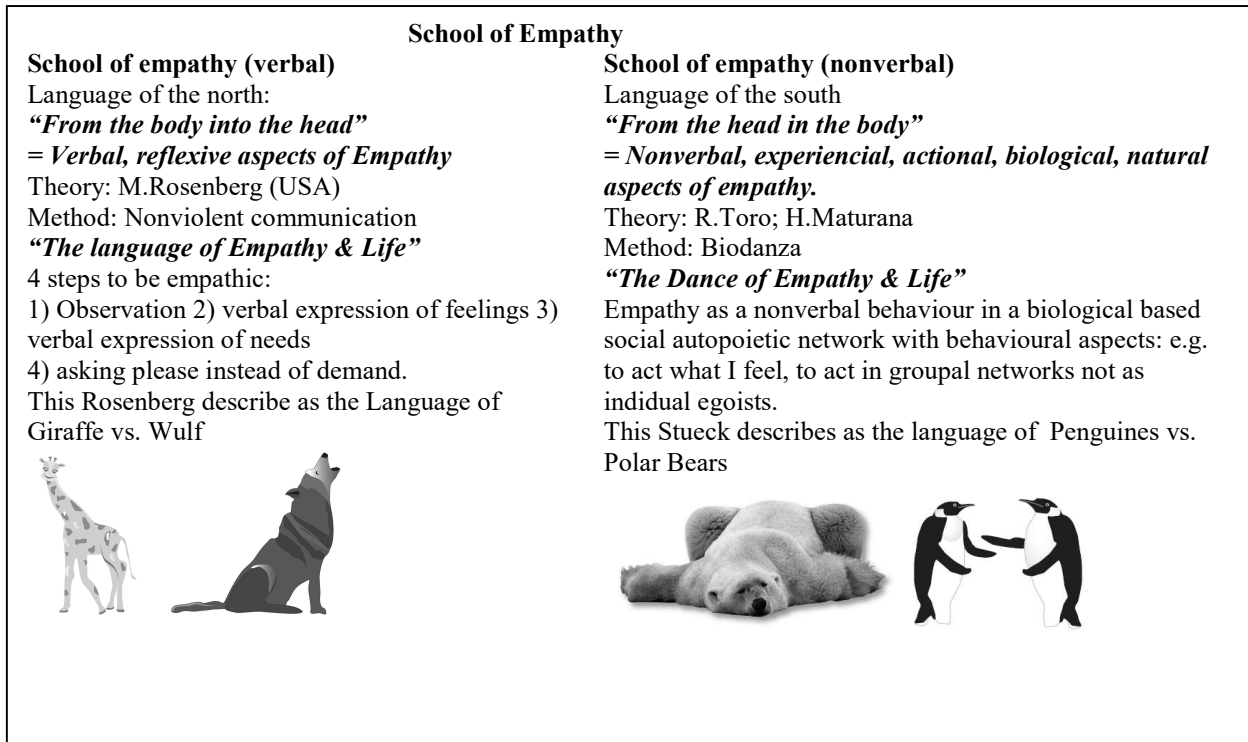 School of Empathy
School of empathy (verbal)
Language of the north:
“From the body into the head”
= Verbal, reflexive aspects of Empathy
Theory: M.Rosenberg (USA)
Method: Nonviolent communication
“The language of Empathy & Life”
4 steps to be empathic:
1) Observation 2) verbal expression of feelings 3)
verbal expression of needs
4) asking please instead of demand.
This Rosenberg describe as the Language of
Giraffe vs. Wulf
School of empathy (nonverbal)
Language of the south
“From the head in the body”
= Nonverbal, experiencial, actional, biological, natural
aspects of empathy.
Theory: R.Toro; H.Maturana
Method: Biodanza
“The Dance of Empathy & Life”
Empathy as a nonverbal behaviour in a biological based
social autopoietic network with behavioural aspects: e.g.
to act what I feel, to act in groupal networks not as
indidual egoists.
This Stueck describes as the language of  Penguines vs.
Polar Bears